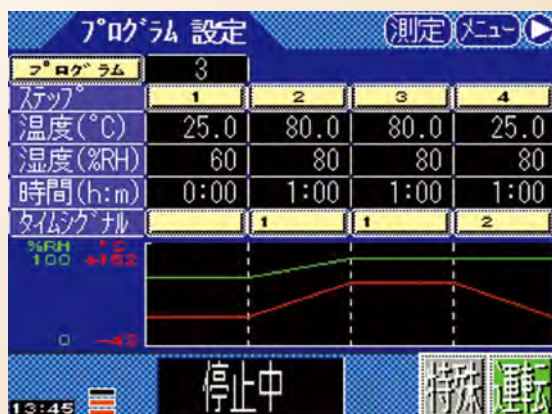 プログラム 設定 測定 メニュー
プログラム 3
ステップ 1 2 3 4
温度(°C) 25.0 80.0 80.0 25.0
湿度(%RH) 60 80 80 80
時間(h:m) 0:00 1:00 1:00 1:00
タイムシグナル 1 1 2
%RH °C
100 +152
0 -42
停止中 特殊 運転
13:45